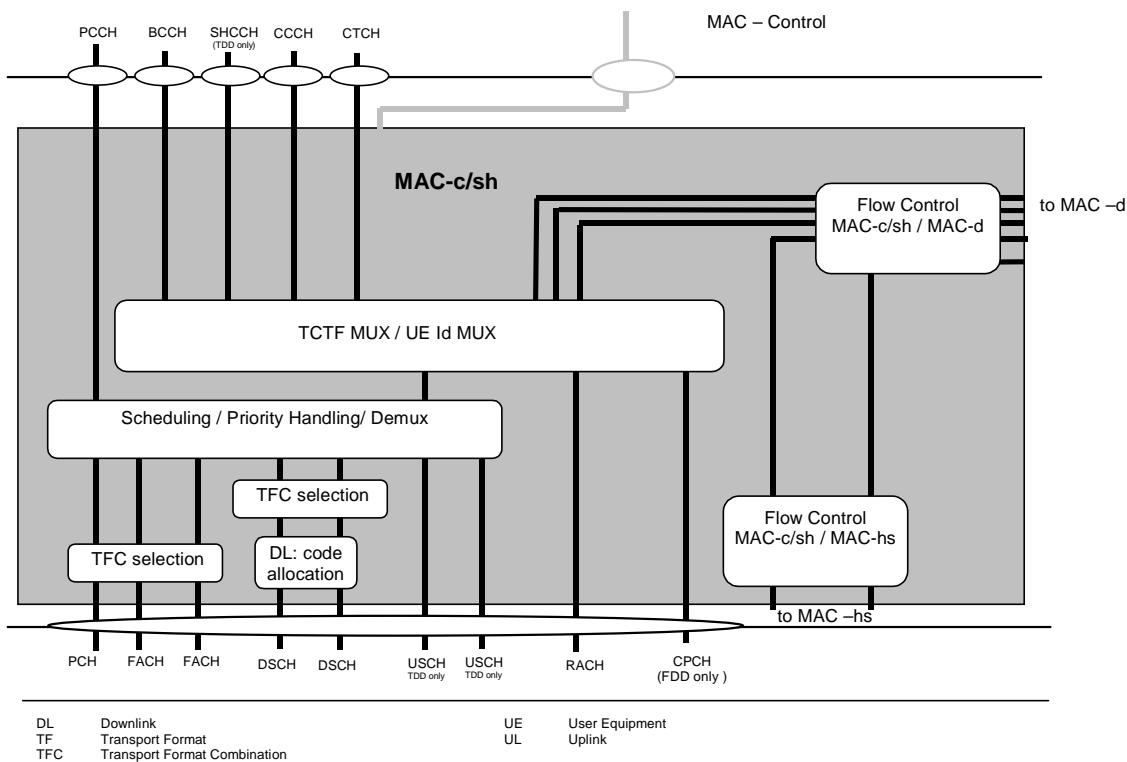 MAC – Control
PCCH BCCH SHCCH CCCH CTCH
(TDD only)
MAC-c/sh
Flow Control
MAC-c/sh / MAC-d
to MAC –d
TCTF MUX / UE Id MUX
Scheduling / Priority Handling/ Demux
TFC selection
Flow Control
MAC-c/sh / MAC-hs
TFC selection
DL: code
allocation
to MAC –hs
PCH FACH FACH DSCH DSCH USCH USCH RACH CPCH
TDD only TDD only (FDD only )
DL Downlink UE User Equipment
TF Transport Format UL Uplink
TFC Transport Format Combination